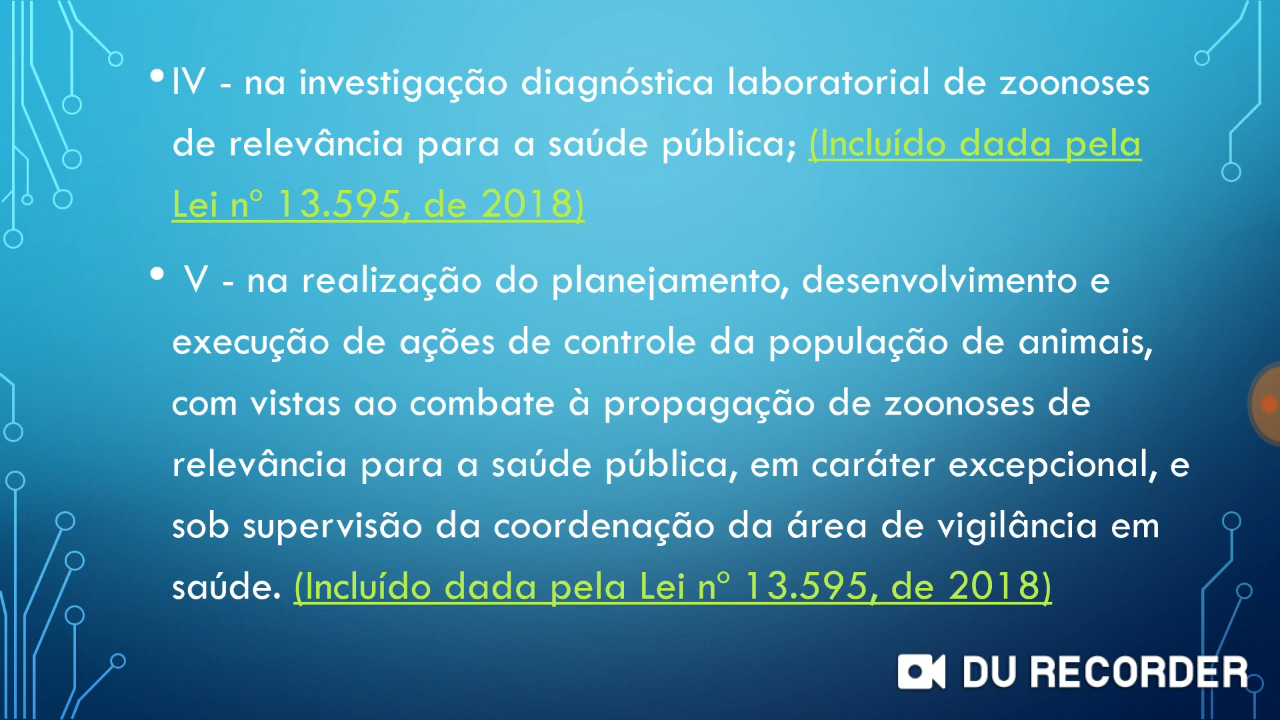 • IV - na investigação diagnóstica laboratorial de zoonoses
de relevância para a saúde pública; (Incluído dada pela
Lei nº 13.595, de 2018)
• V - na realização do planejamento, desenvolvimento e
execução de ações de controle da população de animais,
com vistas ao combate à propagação de zoonoses de
relevância para a saúde pública, em caráter excepcional, e
sob supervisão da coordenação da área de vigilância em
saúde. (Incluído dada pela Lei nº 13.595, de 2018)
DU RECORDER